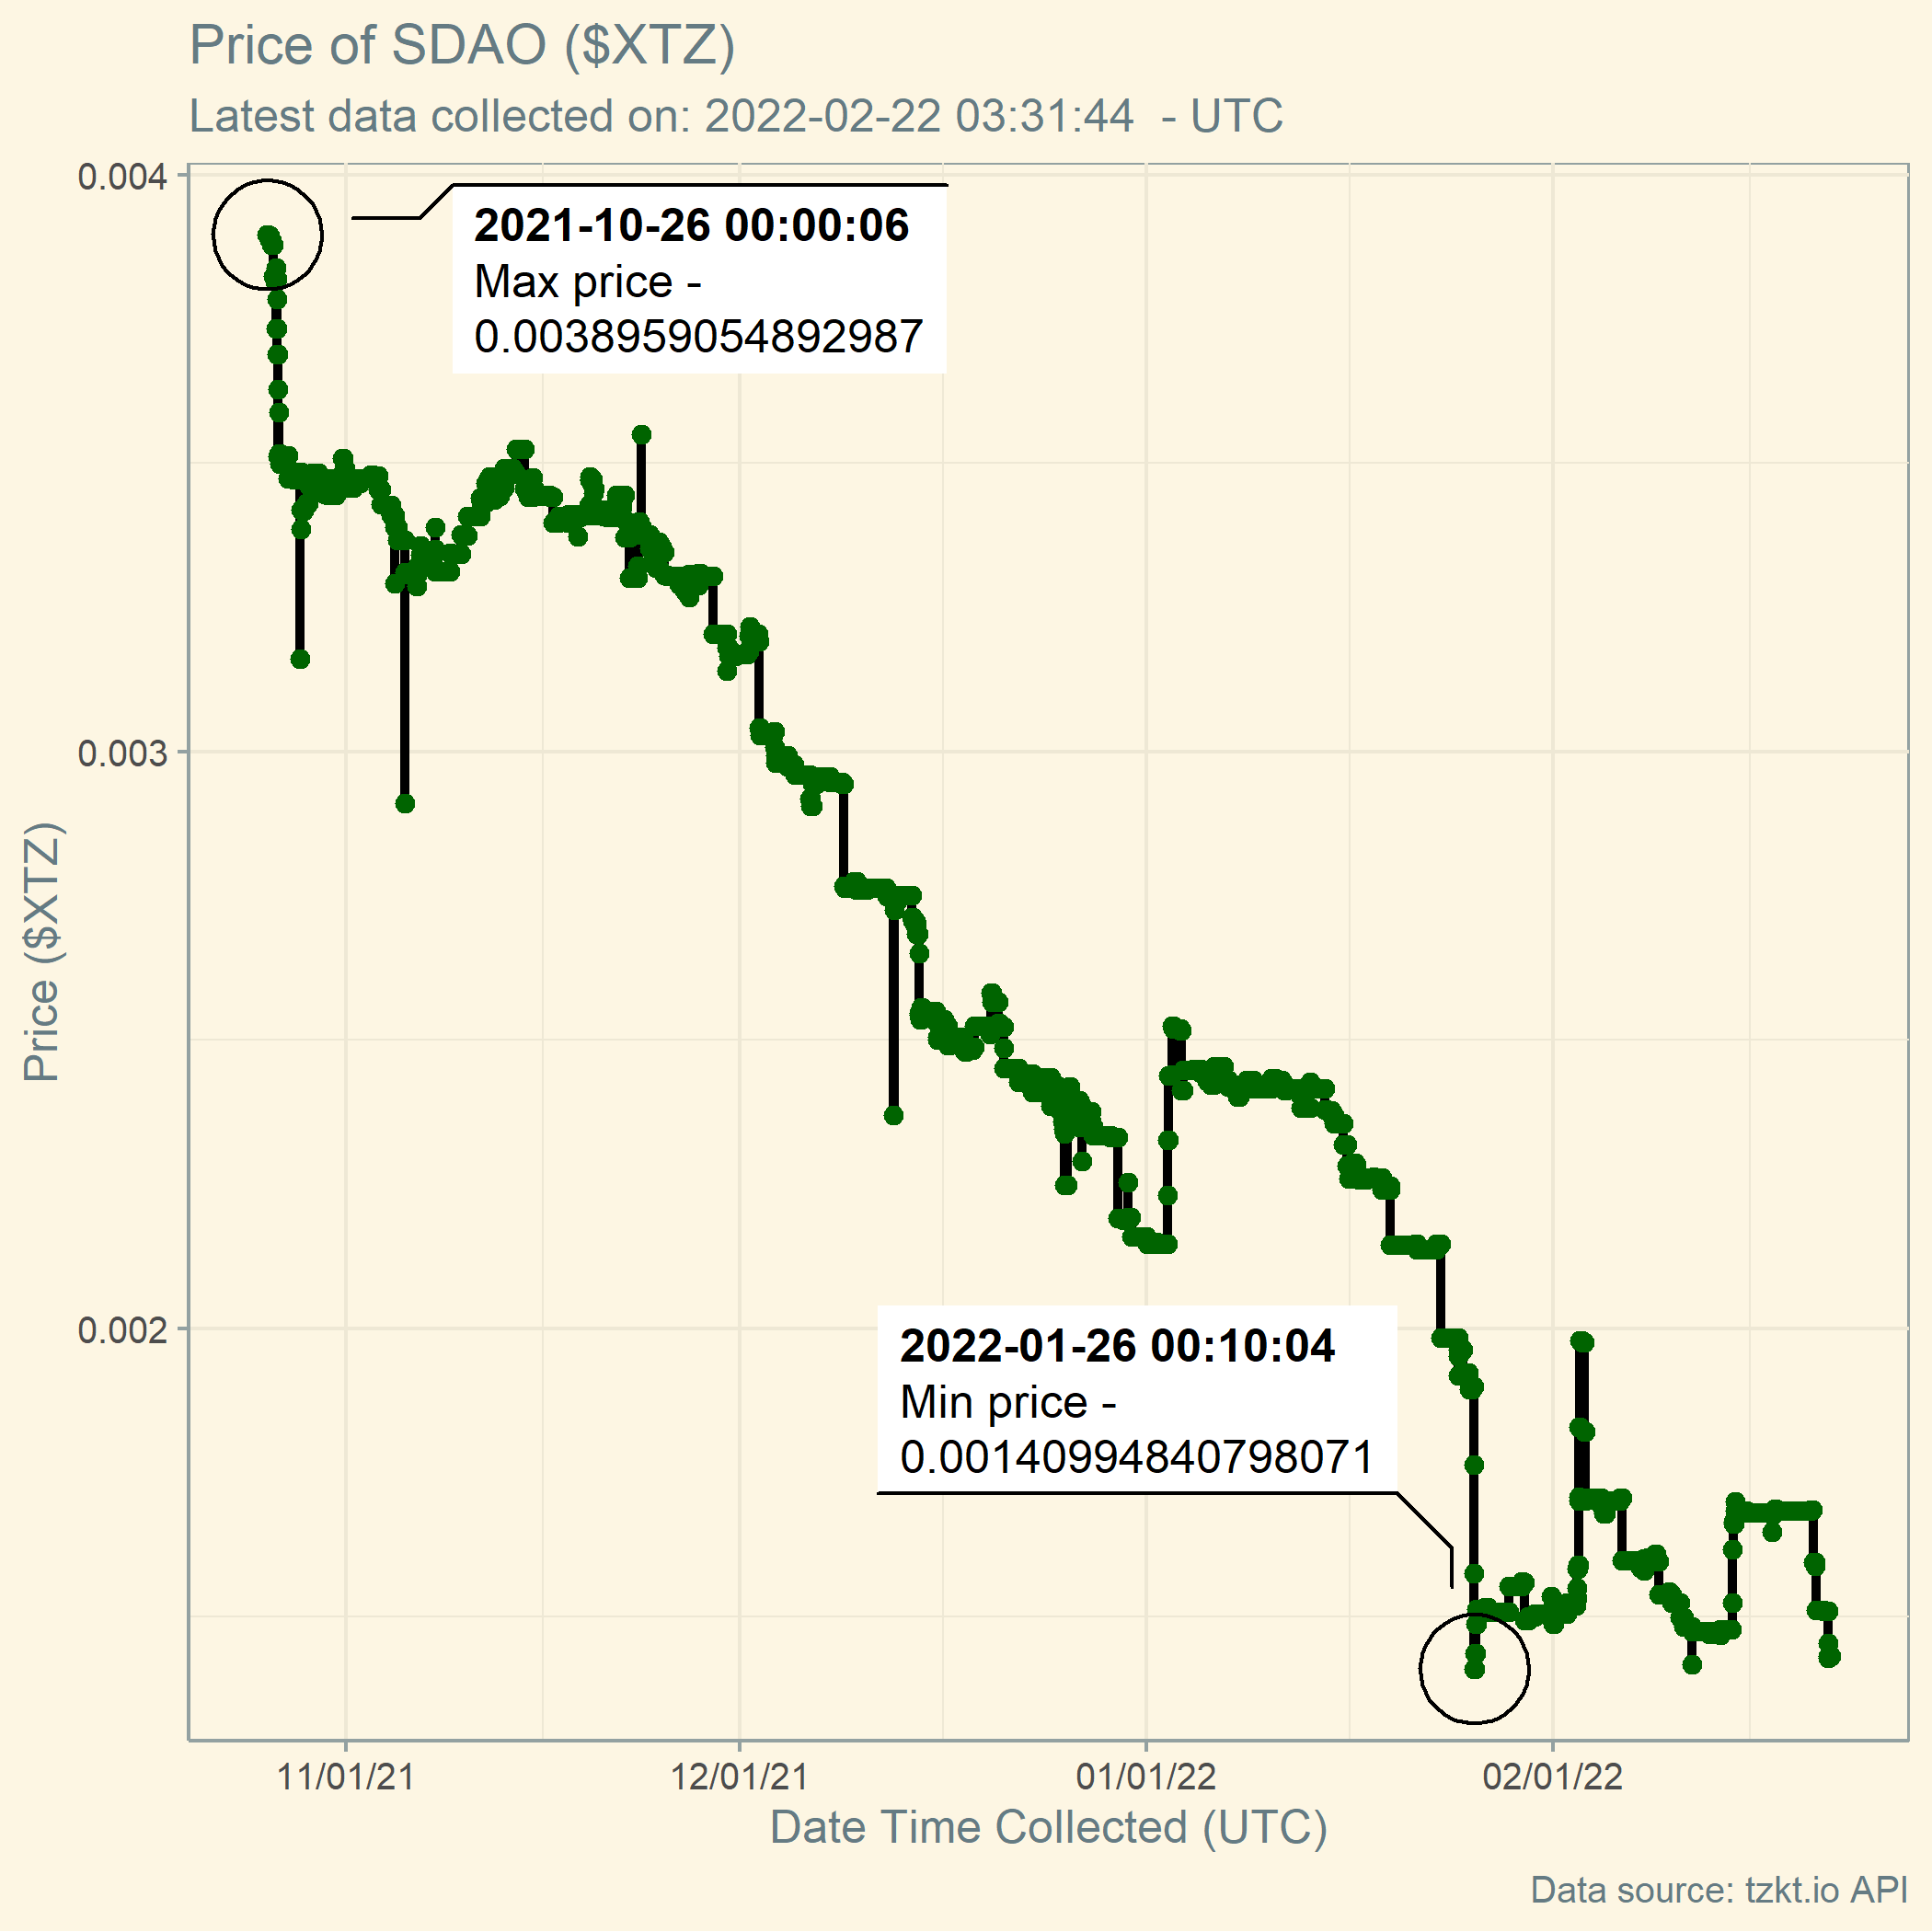 Price of SDAO ($XTZ)
Latest data collected on: 2022-02-22 03:31:44  - UTC
0.004
2021-10-26 00:00:06
Max price -
0.0038959054892987
0.003
Price ($XTZ)
0.002
2022-01-26 00:10:04
Min price -
0.00140994840798071
11/01/21
12/01/21
01/01/22
02/01/22
Date Time Collected (UTC)
Data source: tzkt.io API